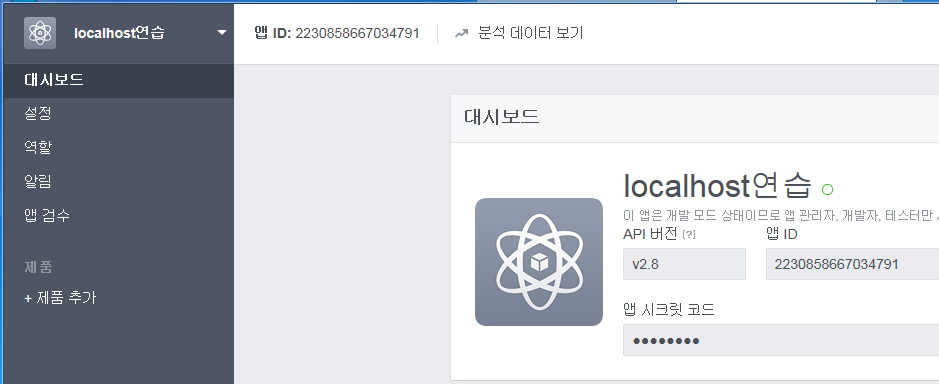 localhost연습
앱 ID: 2230858667034791
분석 데이터 보기
대시보드
설정
역할
알림
앱 검수
제품
+ 제품 추가
대시보드
localhost연습
이 앱은 개발 모드 상태이므로 앱 관리자, 개발자, 테스터만
API 버전 [?]
앱 ID
v2.8
2230858667034791
앱 시크릿 코드
●●●●●●●●